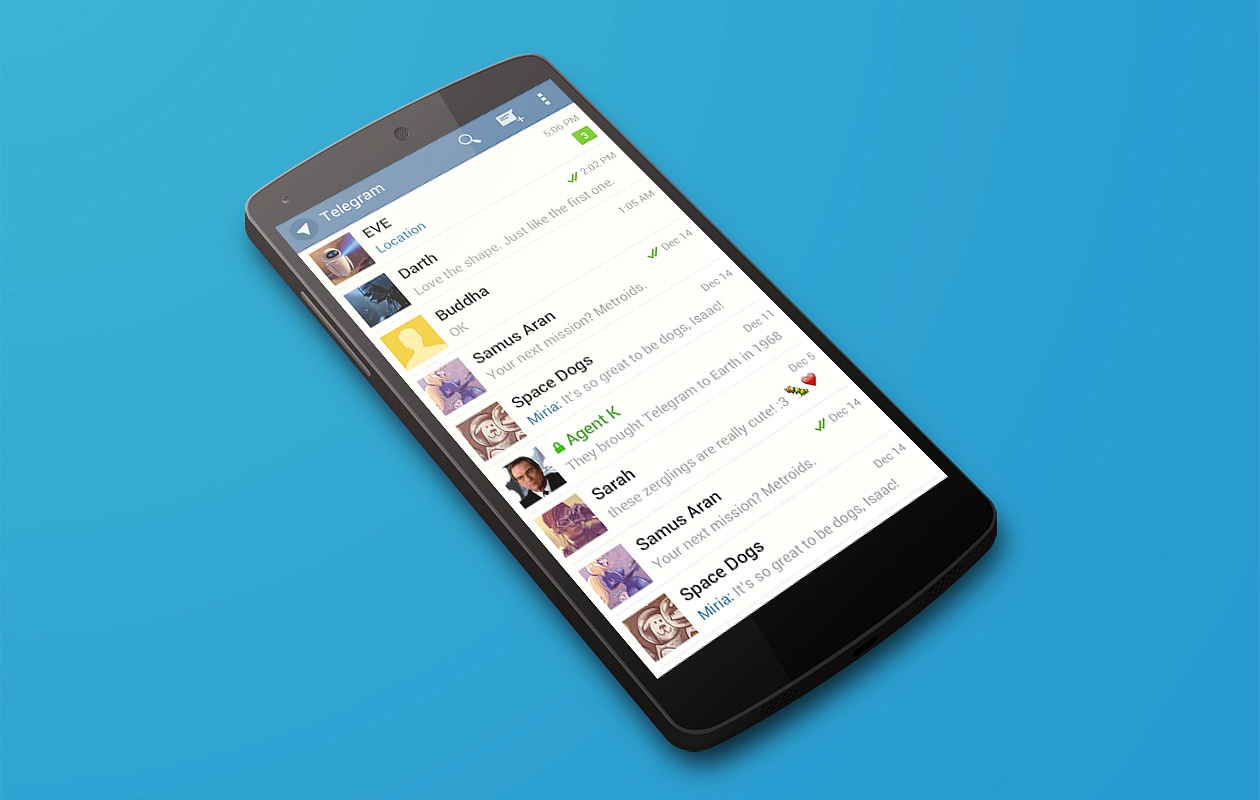 Telegram
EVE 5:06 PM
Location 3
Darth 2:02 PM
Love the shape. Just like the first one.
Buddha 1:05 AM
OK
Samus Aran Dec 14
Your next mission? Metroids.
Space Dogs Dec 14
Miria: It's so great to be dogs, Isaac!
Agent K Dec 11
They brought Telegram to Earth in 1968
Sarah Dec 5
these zerglings are really cute! :3
Samus Aran Dec 14
Your next mission? Metroids.
Space Dogs Dec 14
Miria: It's so great to be dogs, Isaac!